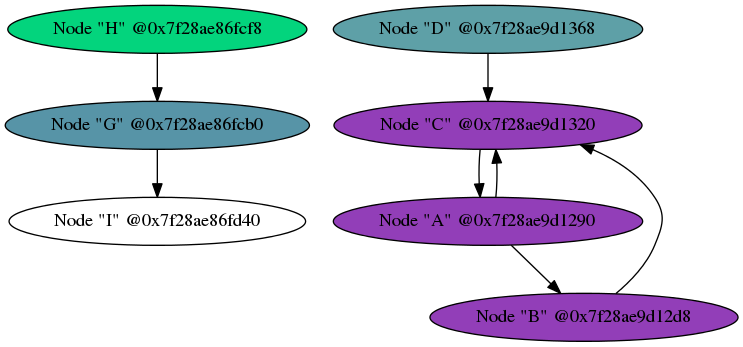 Node "H" @0x7f28ae86fcf8
Node "D" @0x7f28ae9d1368
Node "G" @0x7f28ae86fcb0
Node "C" @0x7f28ae9d1320
Node "I" @0x7f28ae86fd40
Node "A" @0x7f28ae9d1290
Node "B" @0x7f28ae9d12d8